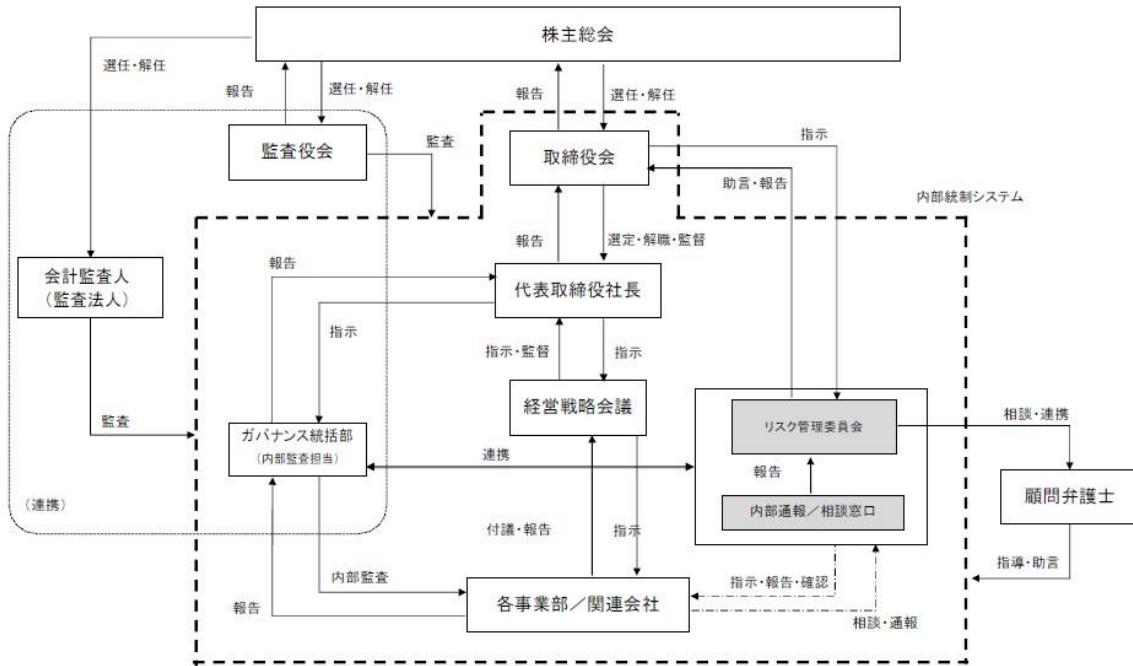 株主総会
選任・解任
報告
選任・解任
報告
選任・解任
監査役会
監査
取締役会
指示
助言・報告
内部統制システム
報告
選定・解職・監督
会計監査人
（監査法人）
報告
代表取締役社長
指示
指示・監督
指示
経営戦略会議
監査
ガバナンス統括部
（内部監査担当）
連携
リスク管理委員会
相談・連携
報告
（連携）
内部通報／相談窓口
顧問弁護士
付議・報告
指示
内部監査
指示・報告・確認
指導・助言
報告
各事業部／関連会社
相談・通報